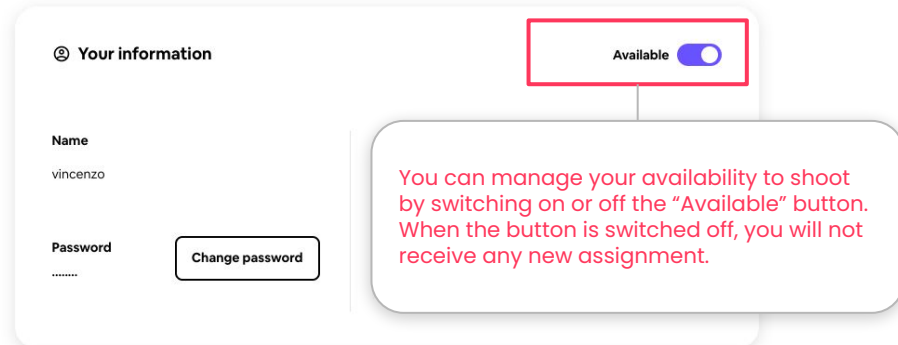 Your information
Available
Name
vincenzo
Password
........
Change password
You can manage your availability to shoot
by switching on or off the “Available” button.
When the button is switched off, you will not
receive any new assignment.